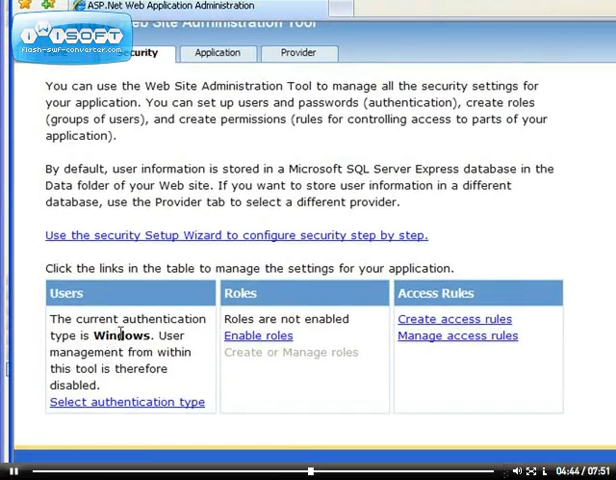 ASP.Net Web Application Administration
Web Site Administration Tool
iWiSOFT
flash-swf-converter.com
Security
Application
Provider
You can use the Web Site Administration Tool to manage all the security settings for
your application. You can set up users and passwords (authentication), create roles
(groups of users), and create permissions (rules for controlling access to parts of your
application).
By default, user information is stored in a Microsoft SQL Server Express database in the
Data folder of your Web site. If you want to store user information in a different
database, use the Provider tab to select a different provider.
Use the security Setup Wizard to configure security step by step.
Click the links in the table to manage the settings for your application.
Users
The current authentication
type is Windows. User
management from within
this tool is therefore
disabled.
Select authentication type
Roles
Roles are not enabled
Enable roles
Create or Manage roles
Access Rules
Create access rules
Manage access rules
04:44 / 07:51